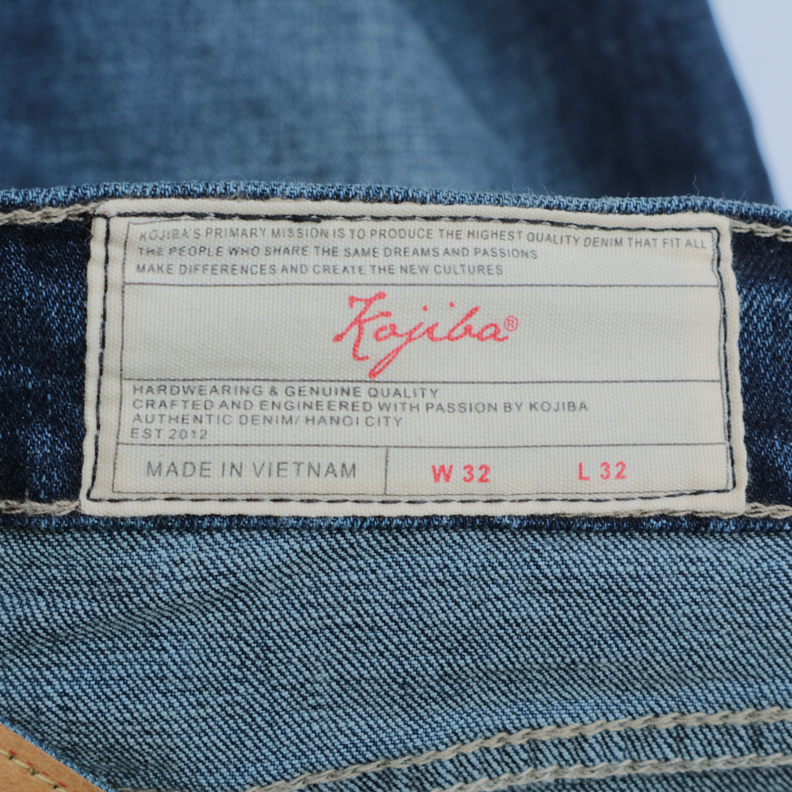 KOJIBA'S PRIMARY MISSION IS TO PRODUCE THE HIGHEST QUALITY DENIM THAT FIT ALL
THE PEOPLE WHO SHARE THE SAME DREAMS AND PASSIONS
MAKE DIFFERENCES AND CREATE THE NEW CULTURES
Kojiba®
HARDWEARING & GENUINE QUALITY
CRAFTED AND ENGINEERED WITH PASSION BY KOJIBA
AUTHENTIC DENIM/ HANOI CITY
EST 2012
MADE IN VIETNAM W 32 L 32